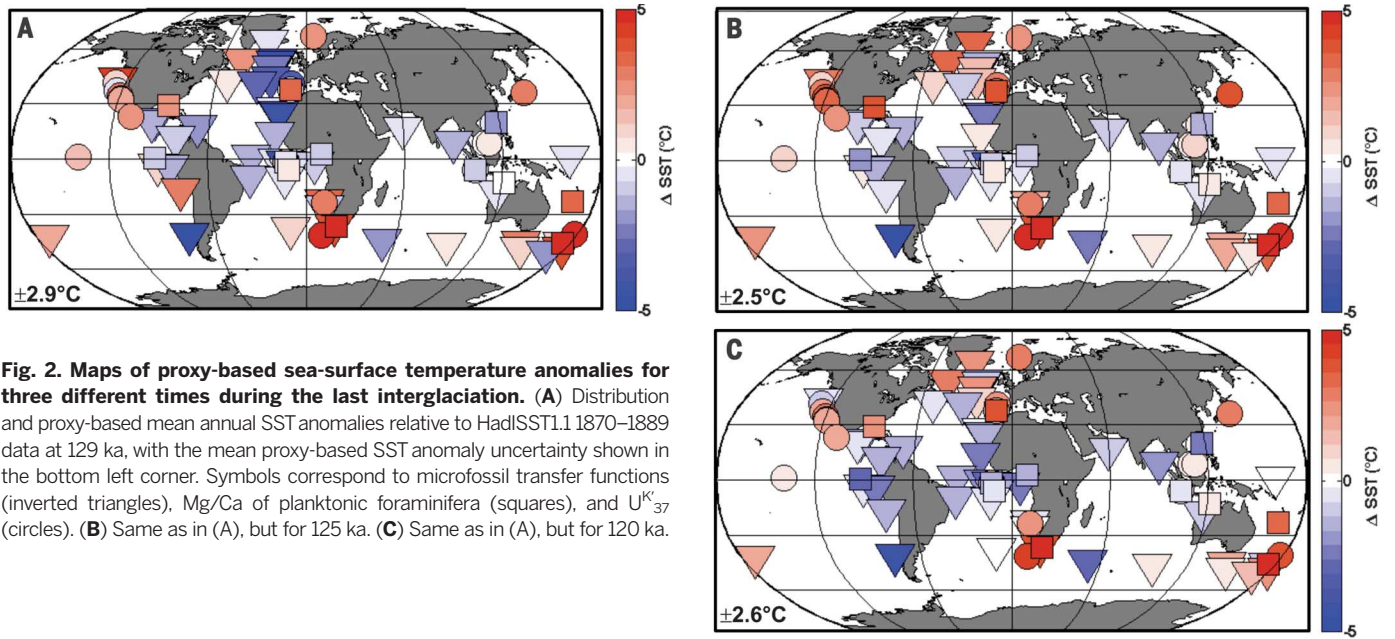 A
±2.9°C
5
0
-5
Δ SST (°C)
B
±2.5°C
5
0
-5
Δ SST (°C)
Fig. 2. Maps of proxy-based sea-surface temperature anomalies for
three different times during the last interglaciation. (A) Distribution
and proxy-based mean annual SST anomalies relative to HadISST1.1 1870–1889
data at 129 ka, with the mean proxy-based SST anomaly uncertainty shown in
the bottom left corner. Symbols correspond to microfossil transfer functions
(inverted triangles), Mg/Ca of planktonic foraminifera (squares), and U^K′_37
(circles). (B) Same as in (A), but for 125 ka. (C) Same as in (A), but for 120 ka.
C
±2.6°C
5
0
-5
Δ SST (°C)